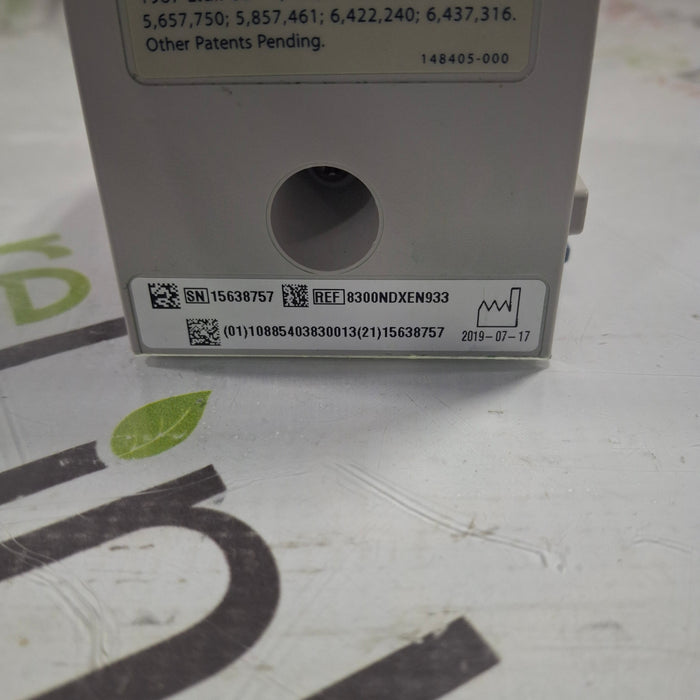 5,657,750; 5,857,461; 6,422,240; 6,437,316.
Other Patents Pending.
148405-000
SN 15638757 REF 8300NDXEN933
(01)10885403830013(21)15638757 2019-07-17